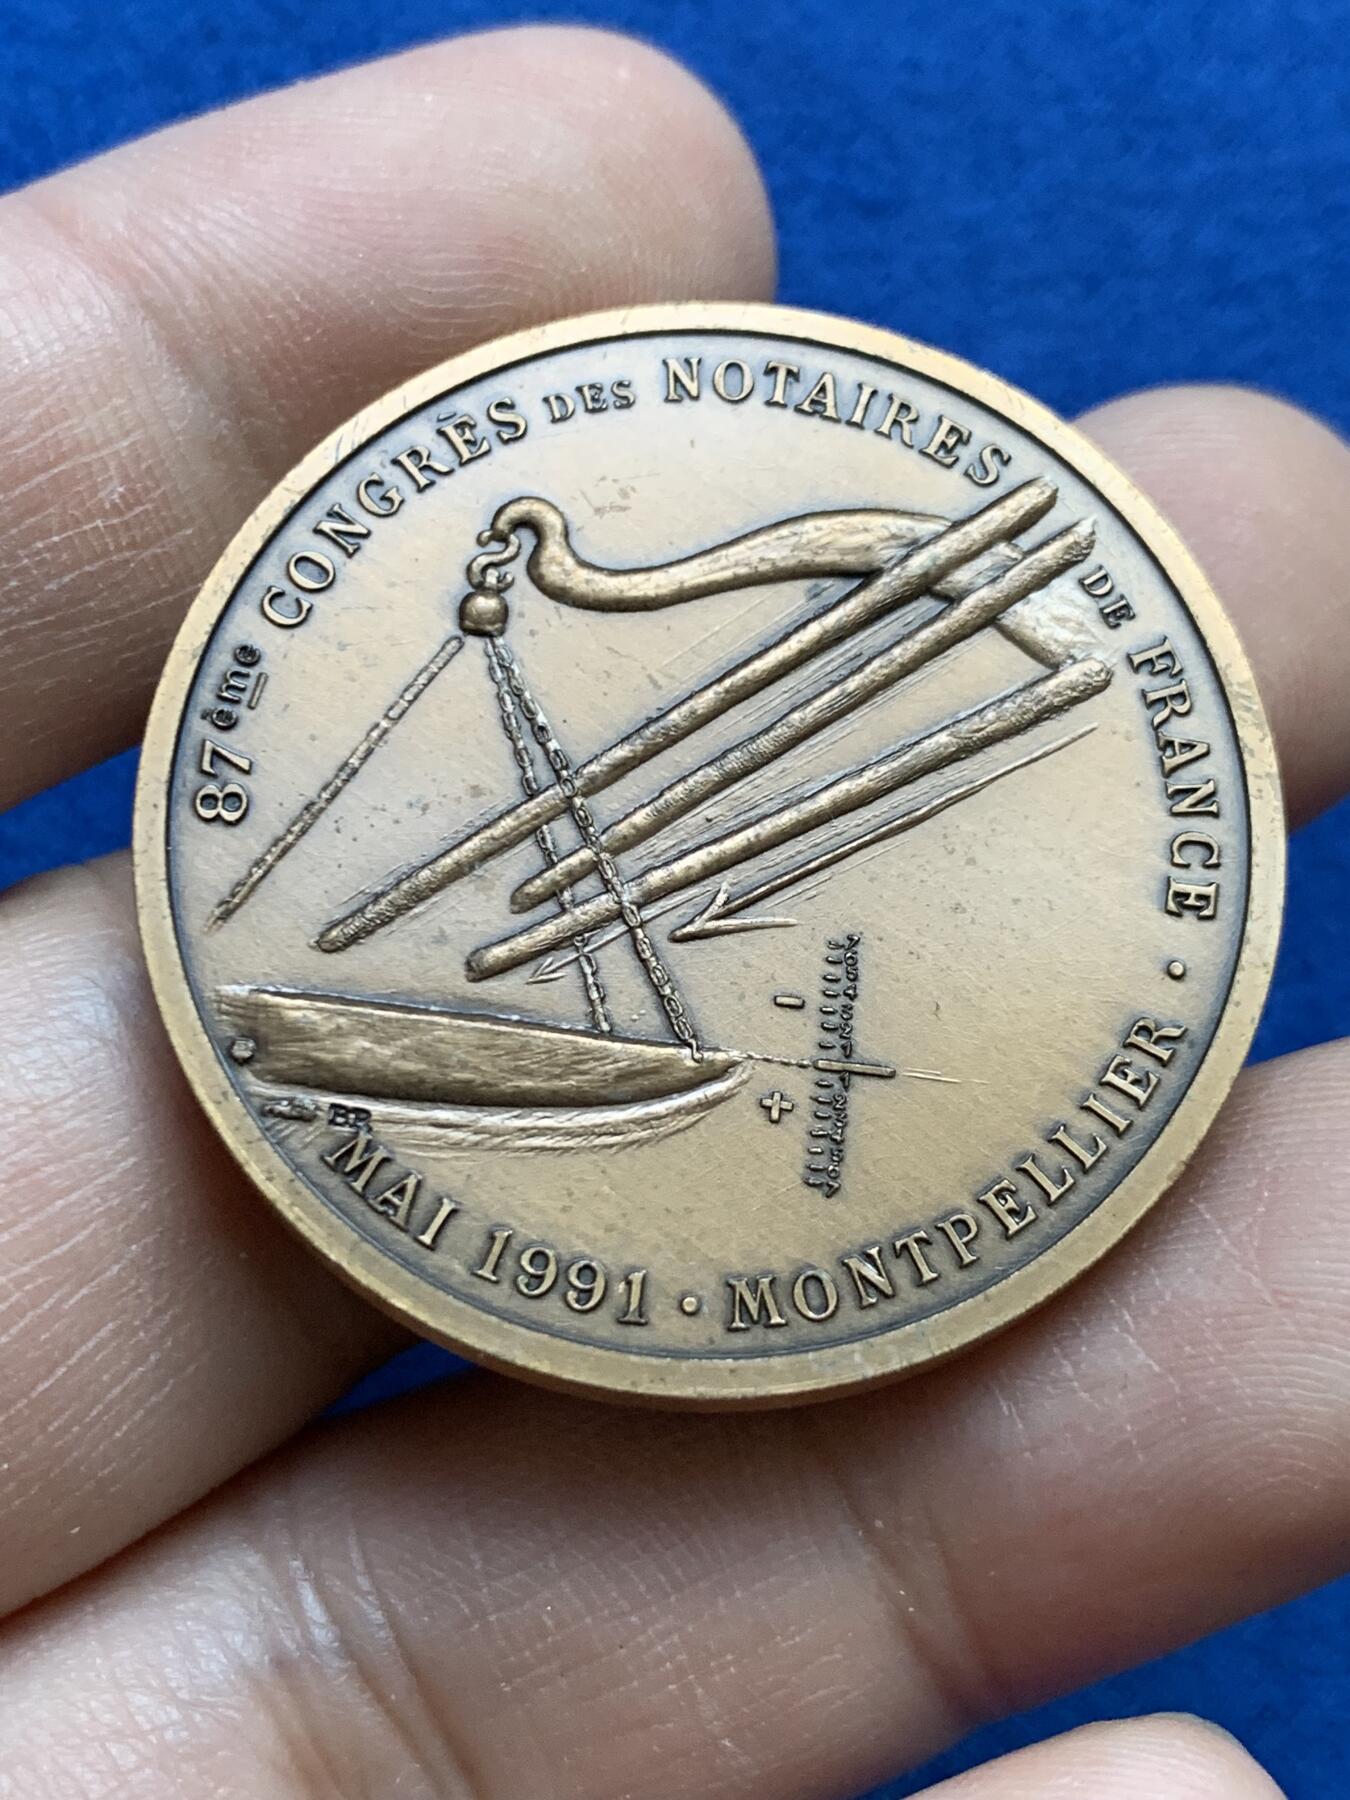 87ème CONGRÈS DES NOTAIRES DE FRANCE · MONTPELLIER · MAI 1991